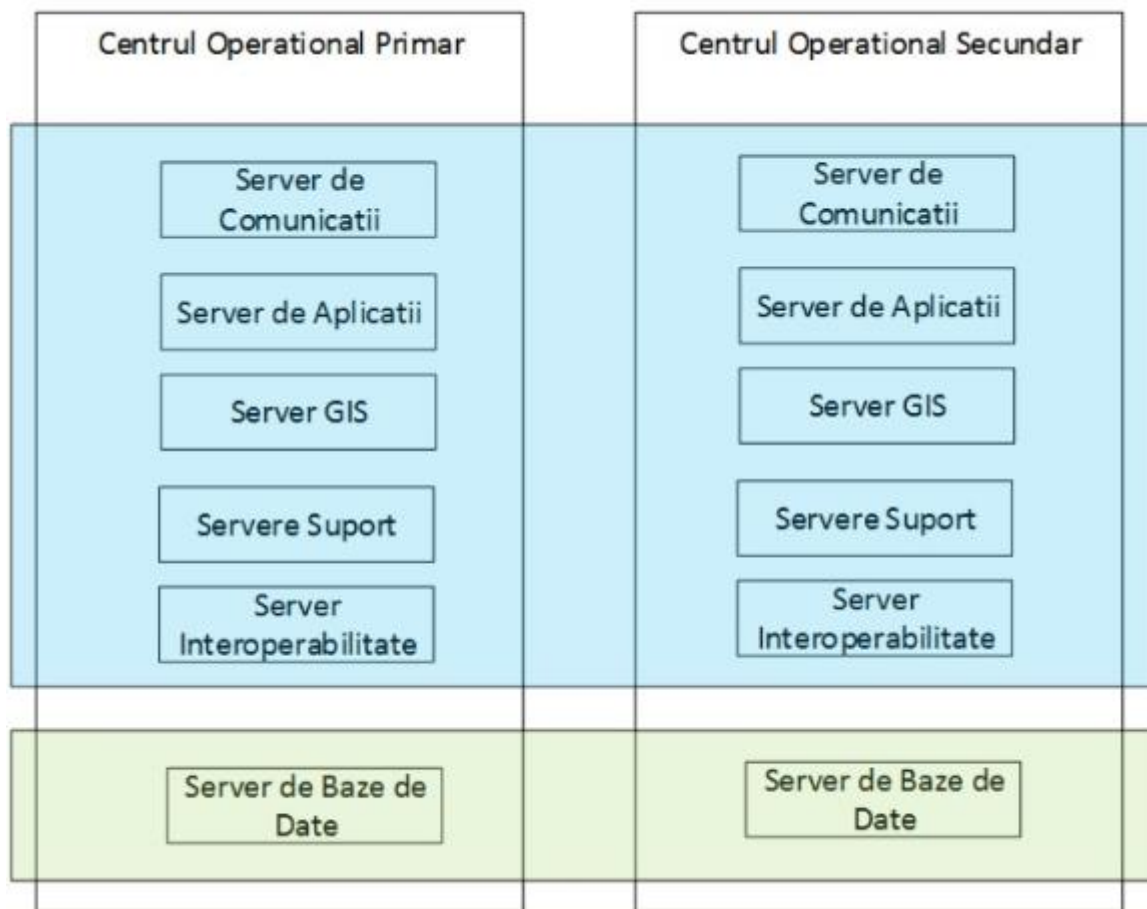 Centrul Operational Primar
Server de
Comunicatii
Server de Aplicatii
Server GIS
Servere Suport
Server
Interoperabilitate
Server de Baze de
Date
Centrul Operational Secundar
Server de
Comunicatii
Server de Aplicatii
Server GIS
Servere Suport
Server
Interoperabilitate
Server de Baze de
Date